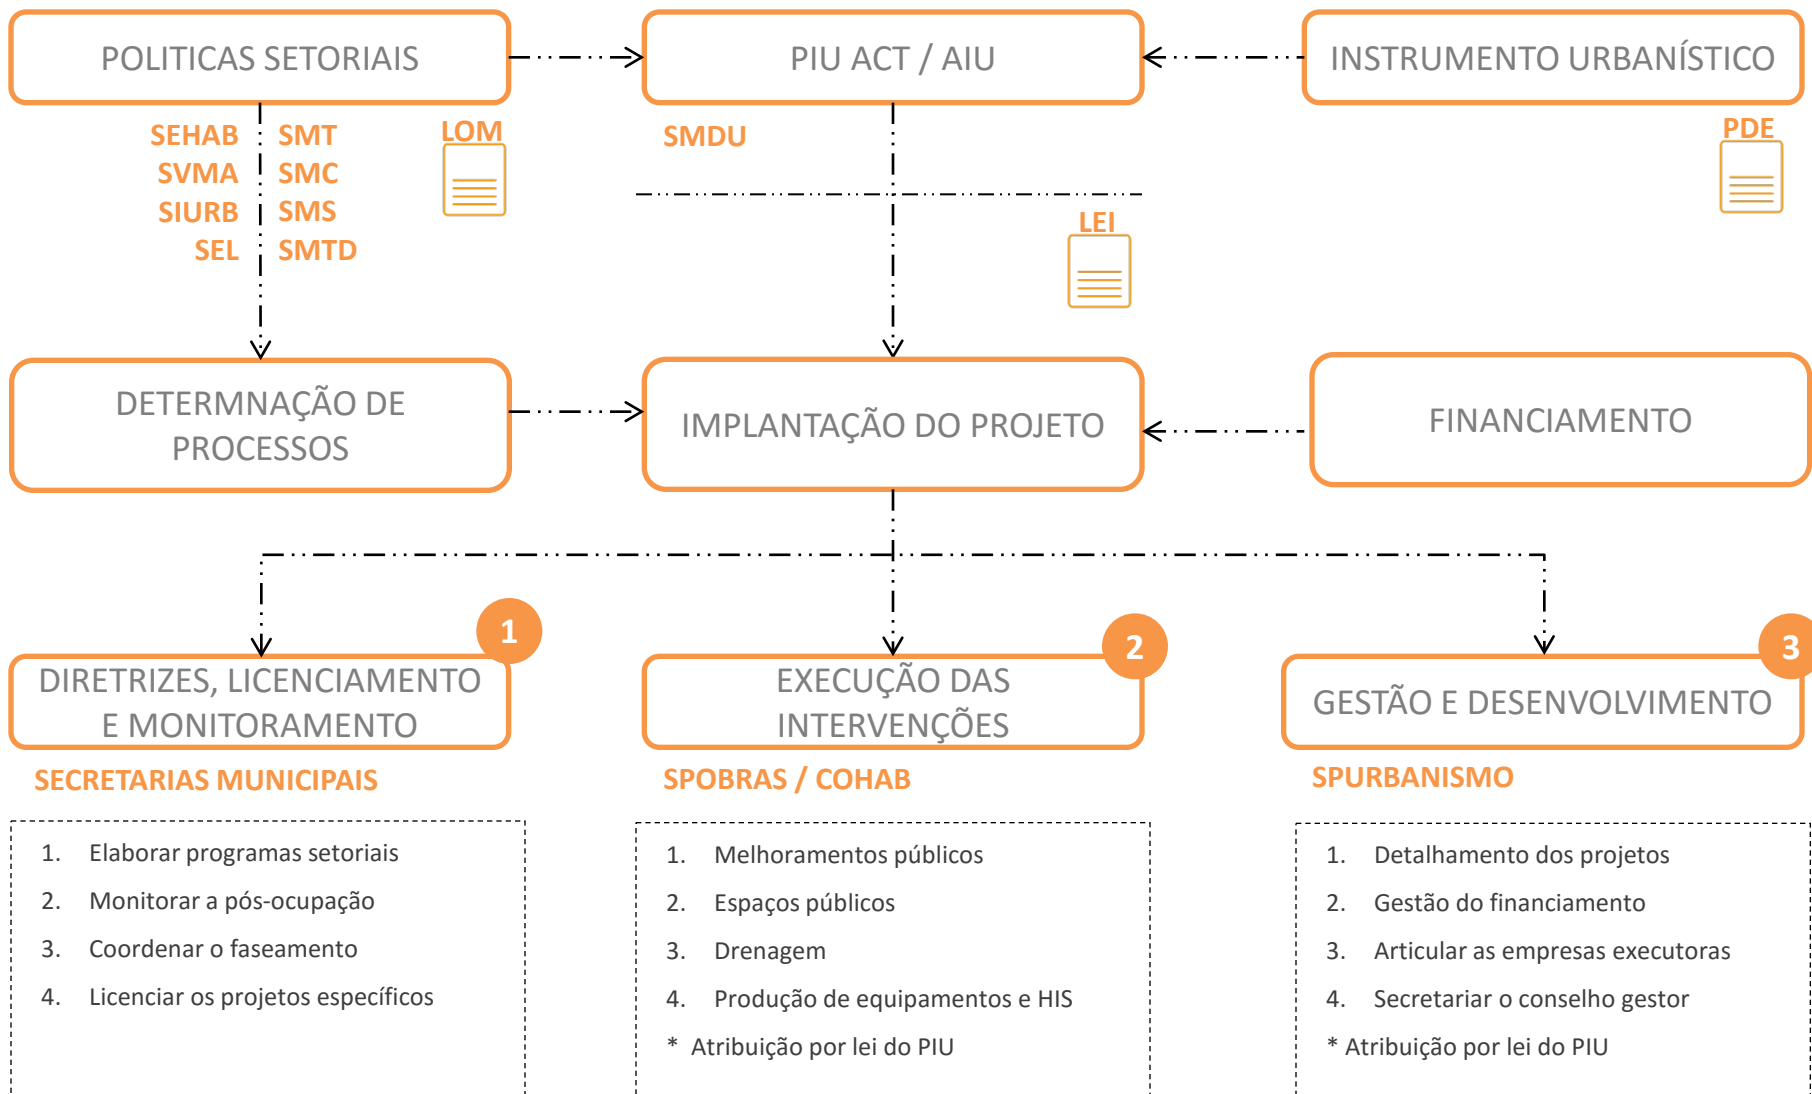 POLITICAS SETORIAIS
PIU ACT / AIU
INSTRUMENTO URBANÍSTICO
SEHAB
SVMA
SIURB
SEL
SMT
SMC
SMS
SMTD
LOM
SMDU
LEI
PDE
DETERMNAÇÃO DE
PROCESSOS
IMPLANTAÇÃO DO PROJETO
FINANCIAMENTO
1
DIRETRIZES, LICENCIAMENTO
E MONITORAMENTO
2
EXECUÇÃO DAS
INTERVENÇÕES
3
GESTÃO E DESENVOLVIMENTO
SECRETARIAS MUNICIPAIS
1. Elaborar programas setoriais
2. Monitorar a pós-ocupação
3. Coordenar o faseamento
4. Licenciar os projetos específicos
SPOBRAS / COHAB
1. Melhoramentos públicos
2. Espaços públicos
3. Drenagem
4. Produção de equipamentos e HIS
* Atribuição por lei do PIU
SPURBANISMO
1. Detalhamento dos projetos
2. Gestão do financiamento
3. Articular as empresas executoras
4. Secretariar o conselho gestor
* Atribuição por lei do PIU